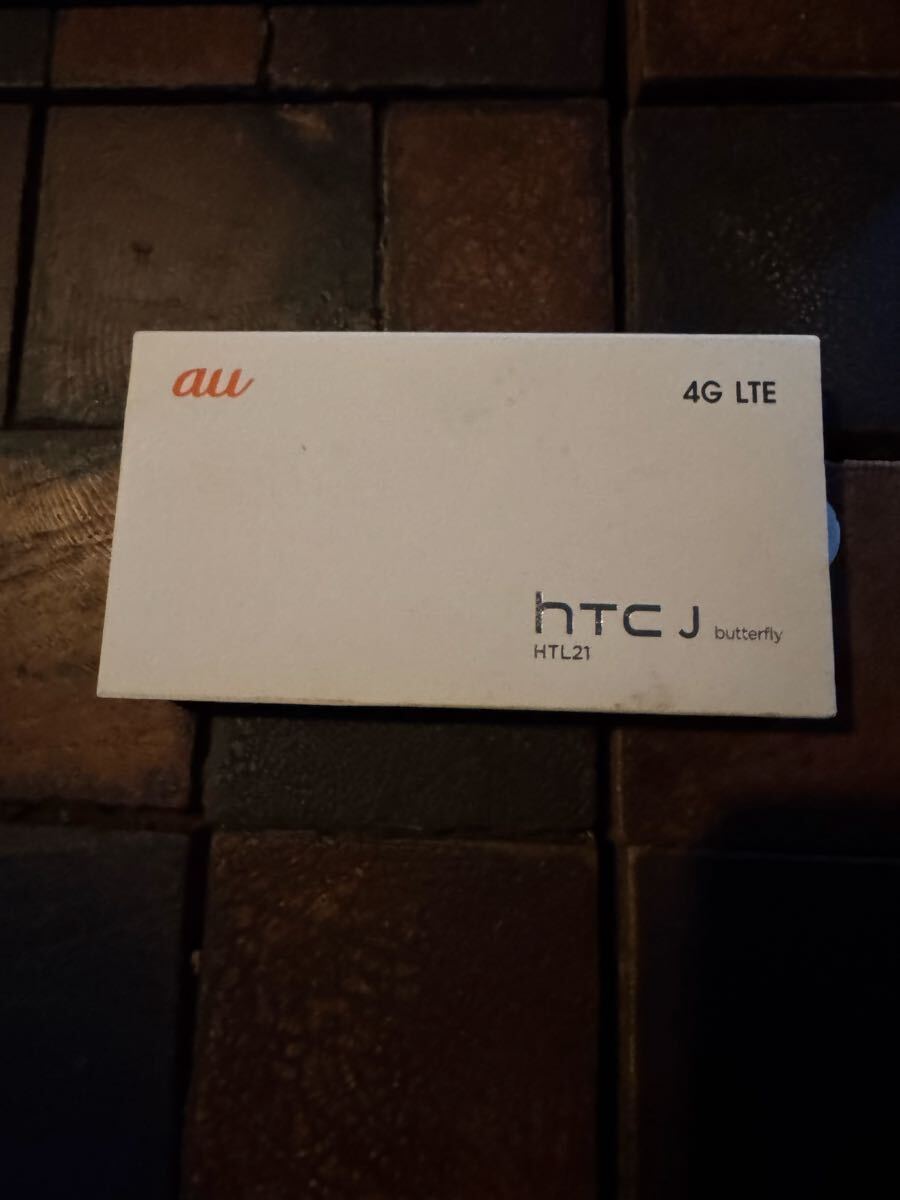 au
4G LTE
hTC J butterfly
HTL21